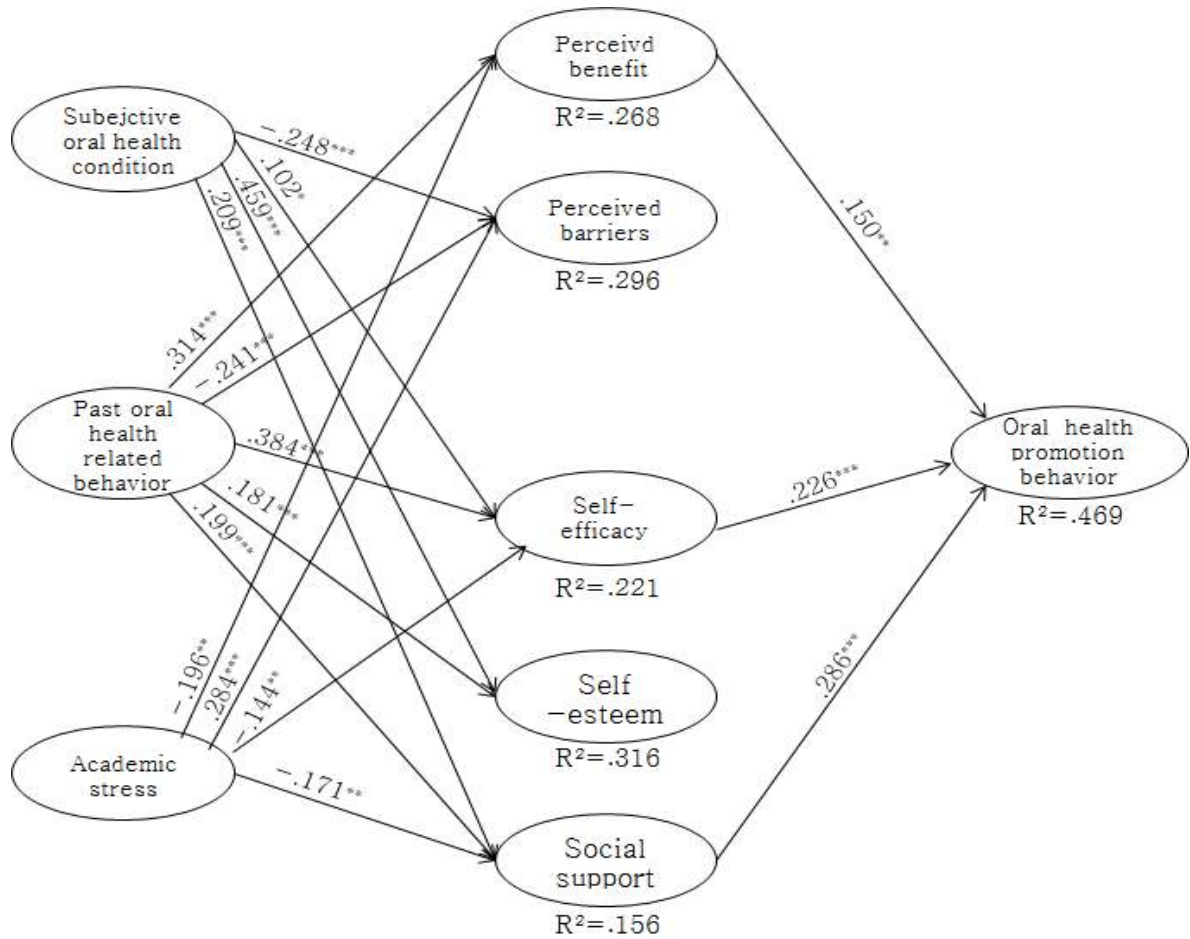 Perceivd
benefit
R²=.268
Subejctive
oral health
condition
-.248***
.102*
.459***
.209***
Perceived
barriers
R²=.296
.150**
.314***
-.241***
Past oral
health
related
behavior
.384***
.181***
.199***
Oral health
promotion
behavior
R²=.469
Self-
efficacy
R²=.221
.226***
-.196**
.284***
-.144**
Self
-esteem
R²=.316
.286***
Academic
stress
-.171**
Social
support
R²=.156